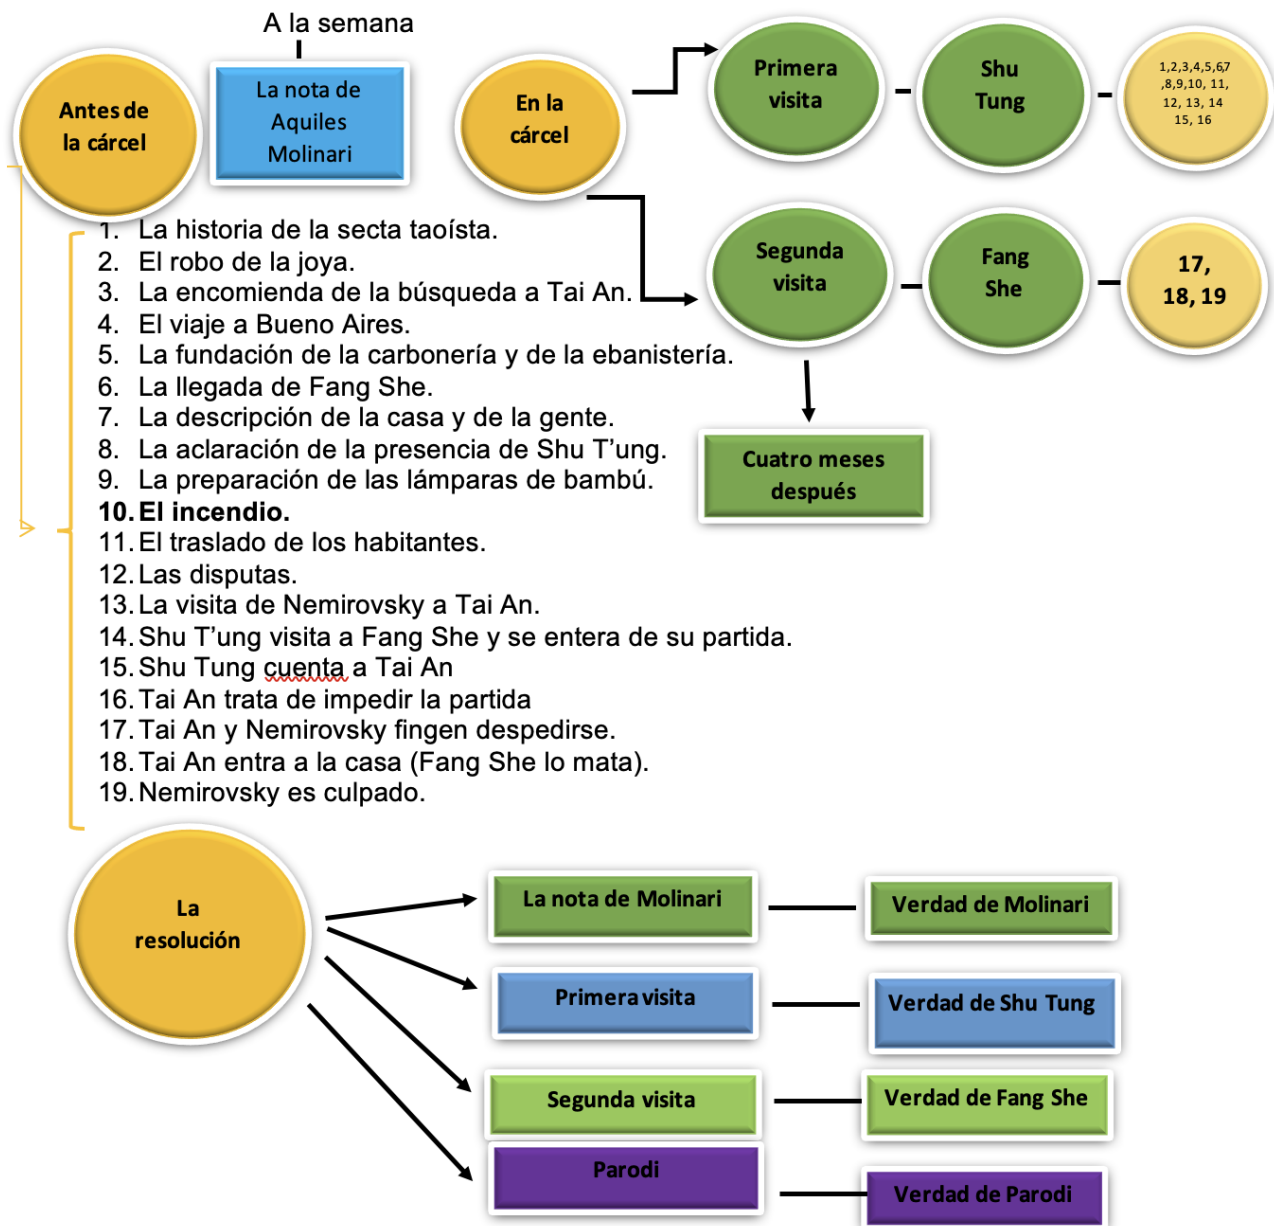 A la semana
Antes de
la cárcel
La nota de
Aquiles
Molinari
En la
cárcel
Primera
visita
Shu
Tung
1,2,3,4,5,6,7
,8,9,10, 11,
12, 13, 14
15, 16
Segunda
visita
Fang
She
17,
18, 19
Cuatro meses
después
1. La historia de la secta taoísta.
2. El robo de la joya.
3. La encomienda de la búsqueda a Tai An.
4. El viaje a Bueno Aires.
5. La fundación de la carbonería y de la ebanistería.
6. La llegada de Fang She.
7. La descripción de la casa y de la gente.
8. La aclaración de la presencia de Shu T’ung.
9. La preparación de las lámparas de bambú.
10. El incendio.
11. El traslado de los habitantes.
12. Las disputas.
13. La visita de Nemirovsky a Tai An.
14. Shu T’ung visita a Fang She y se entera de su partida.
15. Shu Tung cuenta a Tai An
16. Tai An trata de impedir la partida
17. Tai An y Nemirovsky fingen despedirse.
18. Tai An entra a la casa (Fang She lo mata).
19. Nemirovsky es culpado.
La
resolución
La nota de Molinari
Verdad de Molinari
Primera visita
Verdad de Shu Tung
Segunda visita
Verdad de Fang She
Parodi
Verdad de Parodi